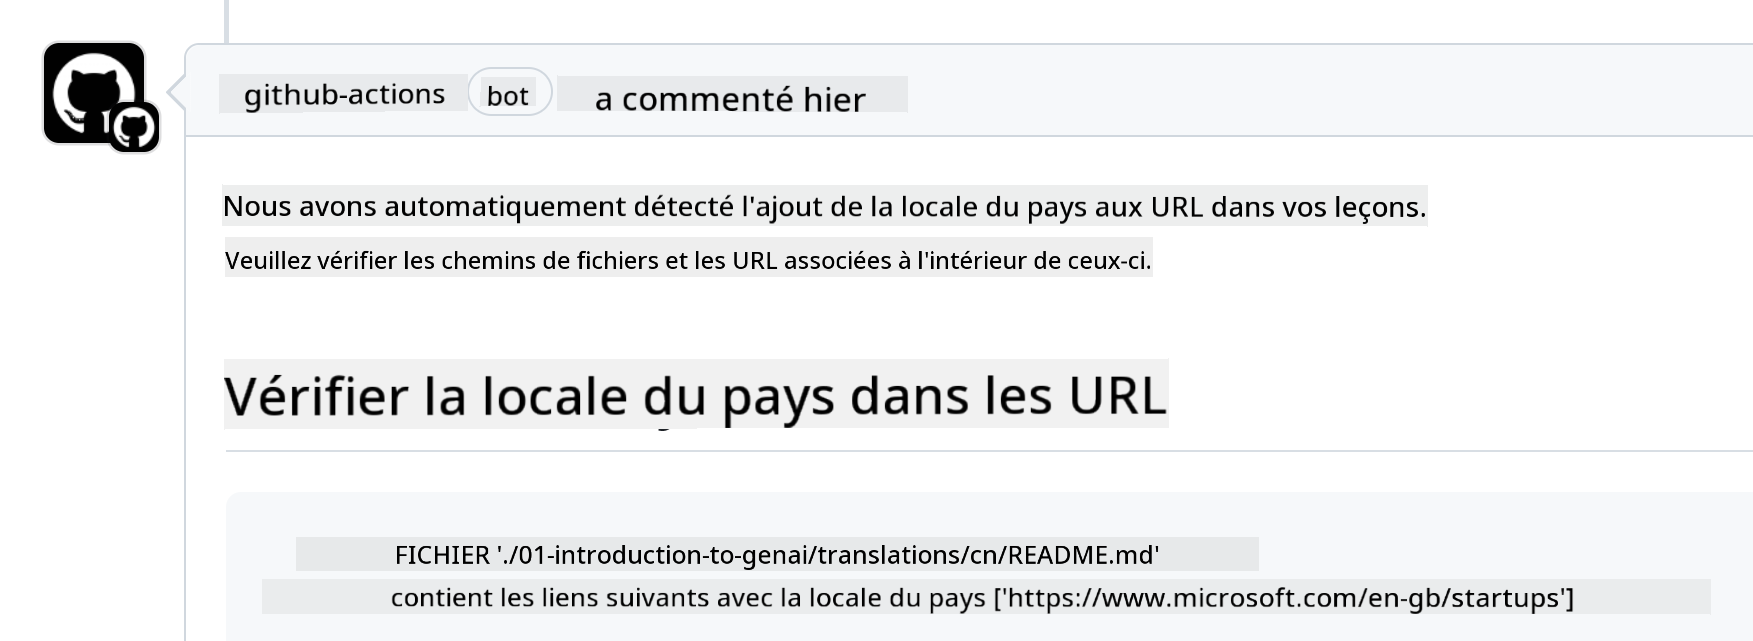 github-actions bot a commenté hier
Nous avons automatiquement détecté l'ajout de la locale du pays aux URL dans vos leçons.
Veuillez vérifier les chemins de fichiers et les URL associées à l'intérieur de ceux-ci.
Vérifier la locale du pays dans les URL
FICHIER './01-introduction-to-genai/translations/cn/README.md'
contient les liens suivants avec la locale du pays ['https://www.microsoft.com/en-gb/startups']